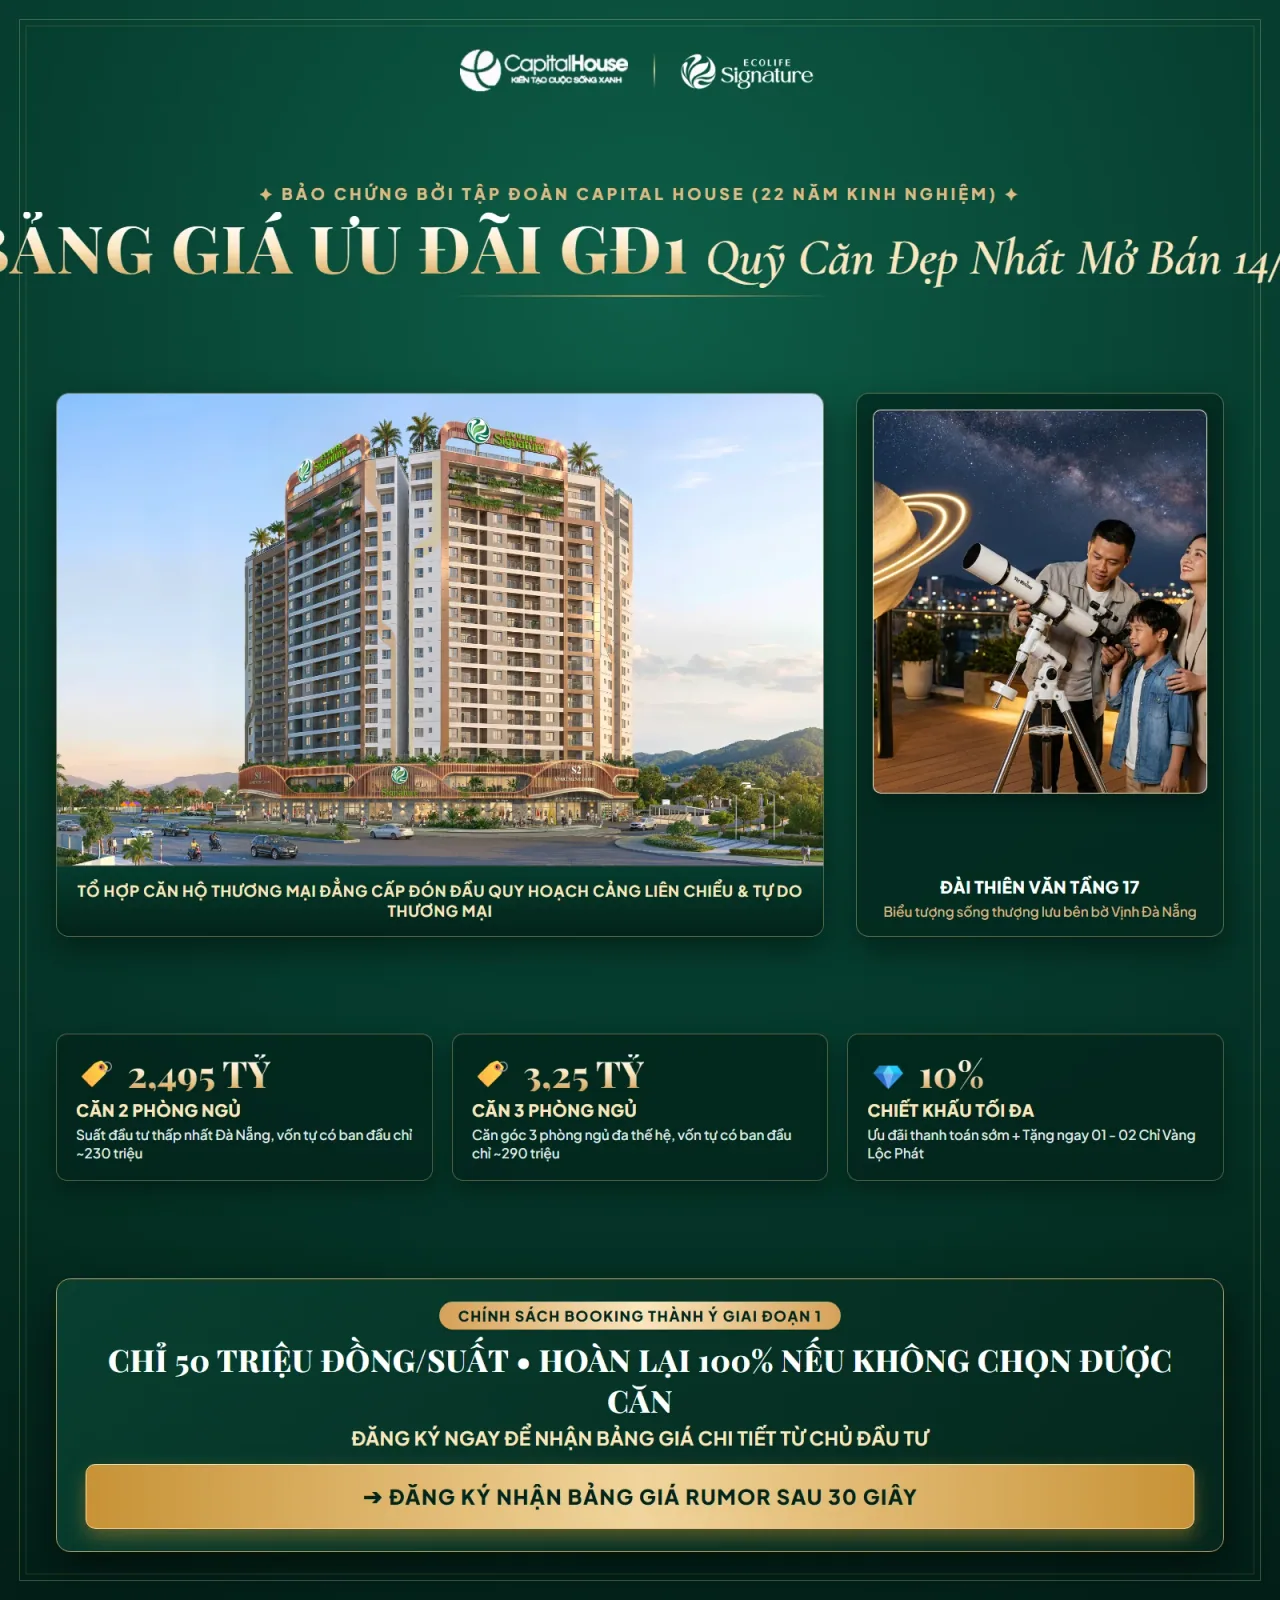 CapitalHouse
KIẾN TẠO CUỘC SỐNG XANH
ECOLIFE
Signature
✦ BẢO CHỨNG BỞI TẬP ĐOÀN CAPITAL HOUSE (22 NĂM KINH NGHIỆM) ✦
BẢNG GIÁ ƯU ĐÃI GĐ1 Quỹ Căn Đẹp Nhất Mở Bán 14/
ECOLIFE
Signature
Signature
S1
S2
TỔ HỢP CĂN HỘ THƯƠNG MẠI ĐẲNG CẤP ĐÓN ĐẦU QUY HOẠCH CẢNG LIÊN CHIỂU & TỰ DO
THƯƠNG MẠI
ĐÀI THIÊN VĂN TẦNG 17
Biểu tượng sống thượng lưu bên bờ Vịnh Đà Nẵng
2,495 TỶ
CĂN 2 PHÒNG NGỦ
Suất đầu tư thấp nhất Đà Nẵng, vốn tự có ban đầu chỉ
~230 triệu
3,25 TỶ
CĂN 3 PHÒNG NGỦ
Căn góc 3 phòng ngủ đa thế hệ, vốn tự có ban đầu
chỉ ~290 triệu
10%
CHIẾT KHẤU TỐI ĐA
Ưu đãi thanh toán sớm + Tặng ngay 01 - 02 Chỉ Vàng
Lộc Phát
CHÍNH SÁCH BOOKING THÀNH Ý GIAI ĐOẠN 1
CHỈ 50 TRIỆU ĐỒNG/SUẤT • HOÀN LẠI 100% NẾU KHÔNG CHỌN ĐƯỢC
CĂN
ĐĂNG KÝ NGAY ĐỂ NHẬN BẢNG GIÁ CHI TIẾT TỪ CHỦ ĐẦU TƯ
➔ ĐĂNG KÝ NHẬN BẢNG GIÁ RUMOR SAU 30 GIÂY